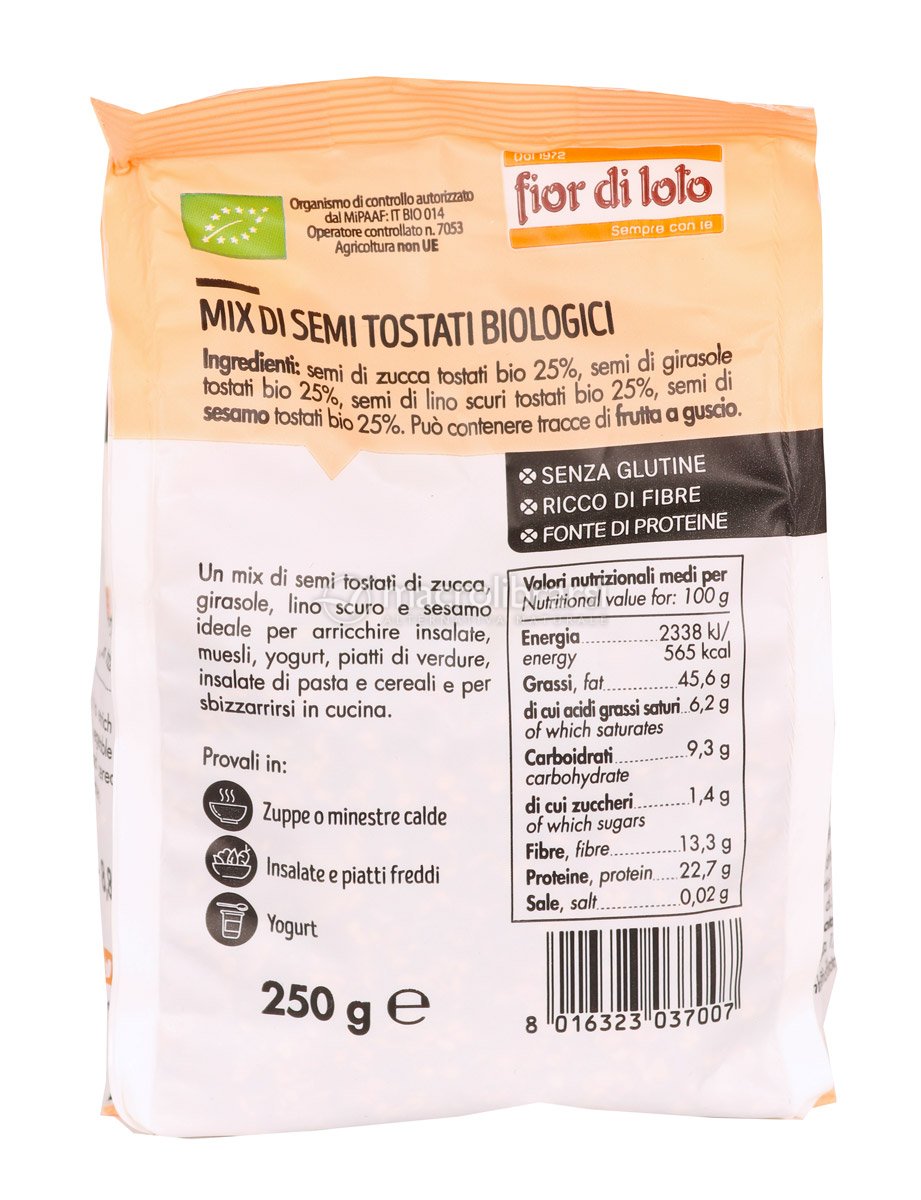 Organismo di controllo autorizzato
dal MiPAAF: IT BIO 014
Operatore controllato n. 7053
Agricoltura non UE
Dal 1972
fior di loto
Sempre con te
MIX DI SEMI TOSTATI BIOLOGICI
Ingredienti: semi di zucca tostati bio 25%, semi di girasole
tostati bio 25%, semi di lino scuri tostati bio 25%, semi di
sesamo tostati bio 25%. Può contenere tracce di frutta a guscio.
SENZA GLUTINE
RICCO DI FIBRE
FONTE DI PROTEINE
Un mix di semi tostati di zucca,
girasole, lino scuro e sesamo
ideale per arricchire insalate,
muesli, yogurt, piatti di verdure,
insalate di pasta e cereali e per
sbizzarrirsi in cucina.
macrolibrarsi
Provali in:
Zuppe o minestre calde
Insalate e piatti freddi
Yogurt
250 g ℮
Valori nutrizionali medi per
Nutritional value for: 100 g
Energia 2338 kJ/
energy 565 kcal
Grassi, fat 45,6 g
di cui acidi grassi saturi 6,2 g
of which saturates
Carboidrati 9,3 g
carbohydrate
di cui zuccheri 1,4 g
of which sugars
Fibre, fibre 13,3 g
Proteine, protein 22,7 g
Sale, salt 0,02 g
8 016323 037007